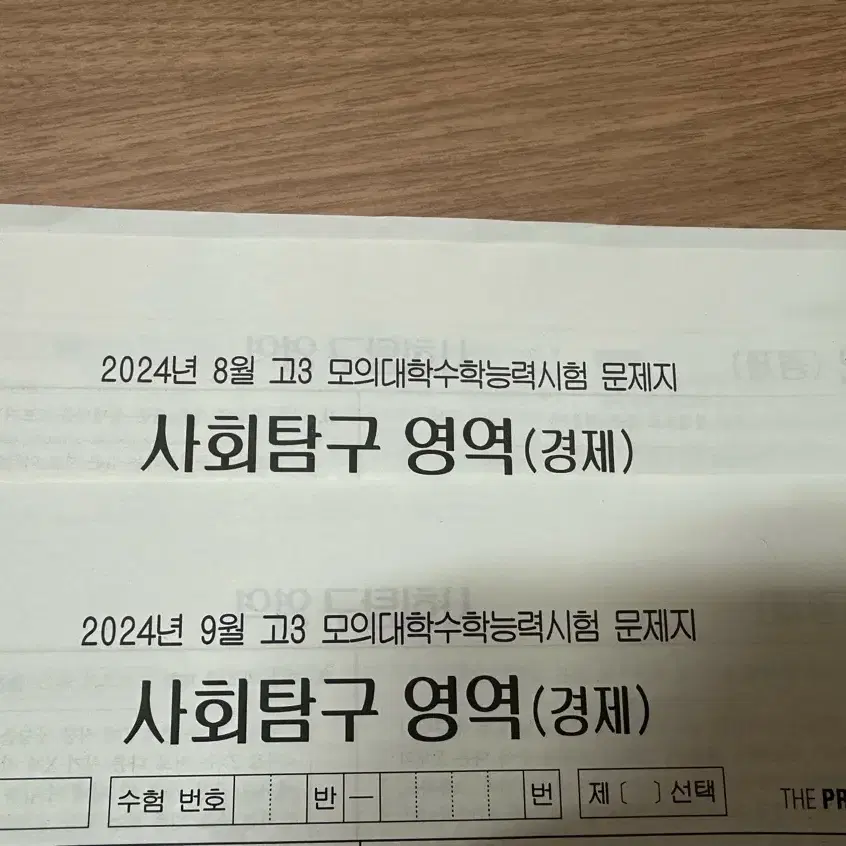 2024년 8월 고3 모의대학수학능력시험 문제지
사회탐구 영역(경제)
2024년 9월 고3 모의대학수학능력시험 문제지
사회탐구 영역(경제)
수험 번호 반 — 번 제〔 〕선택
THE PR